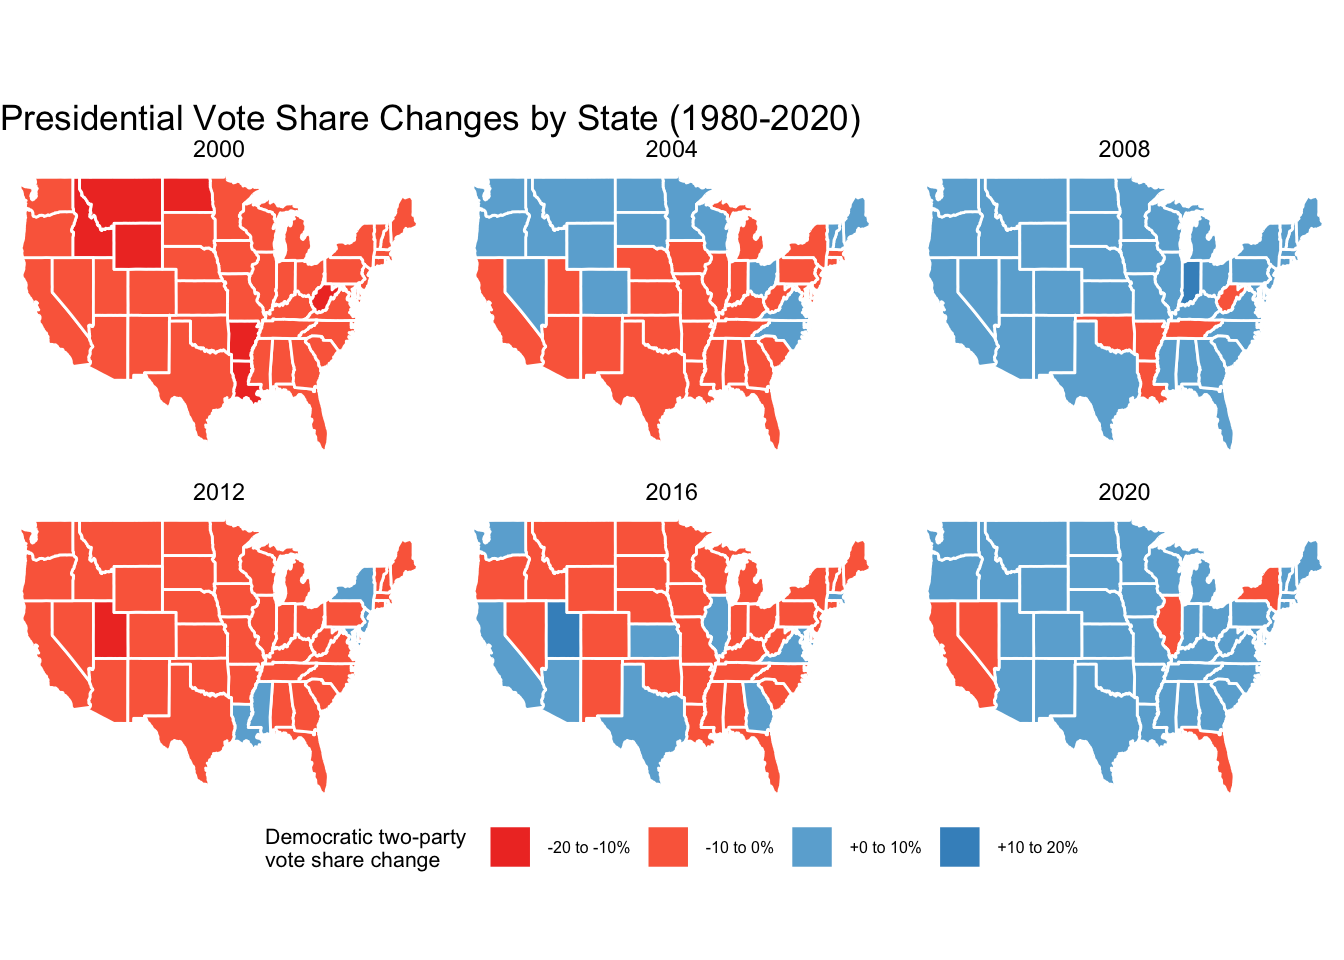 Presidential Vote Share Changes by State (1980-2020)
2000
2004
2008
2012
2016
2020
Democratic two-party
vote share change
-20 to -10%
-10 to 0%
+0 to 10%
+10 to 20%